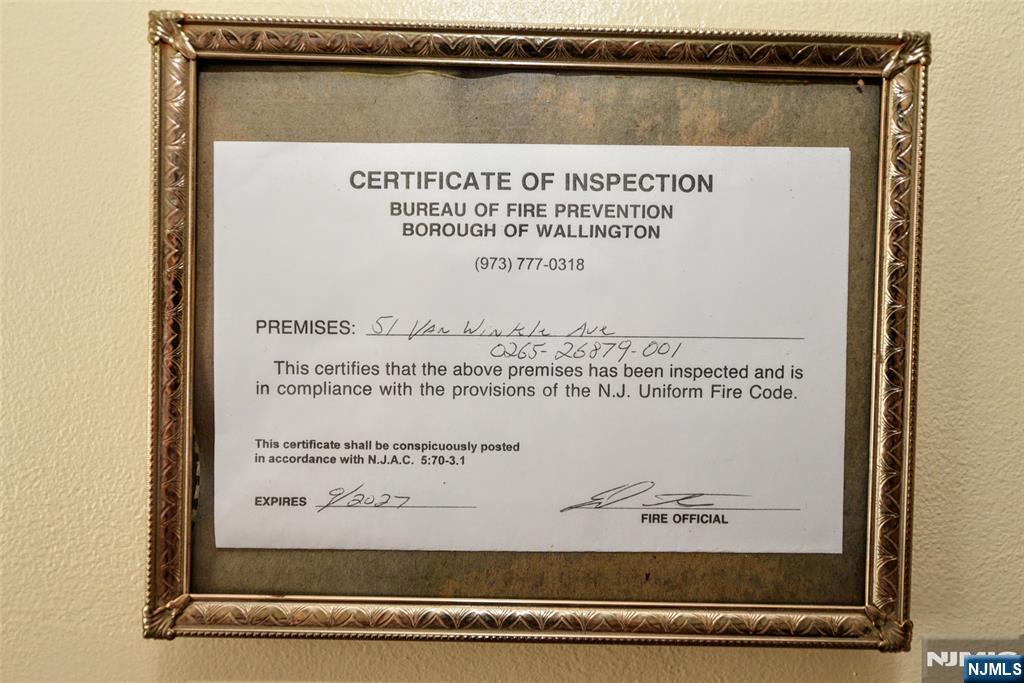 CERTIFICATE OF INSPECTION
BUREAU OF FIRE PREVENTION
BOROUGH OF WALLINGTON
(973) 777-0318
PREMISES: 51 Van Winkle Ave
0265-26879-001
This certifies that the above premises has been inspected and is
in compliance with the provisions of the N.J. Uniform Fire Code.
This certificate shall be conspicuously posted
in accordance with N.J.A.C. 5:70-3.1
EXPIRES 9/2027
FIRE OFFICIAL
NJMLS
NJMLS